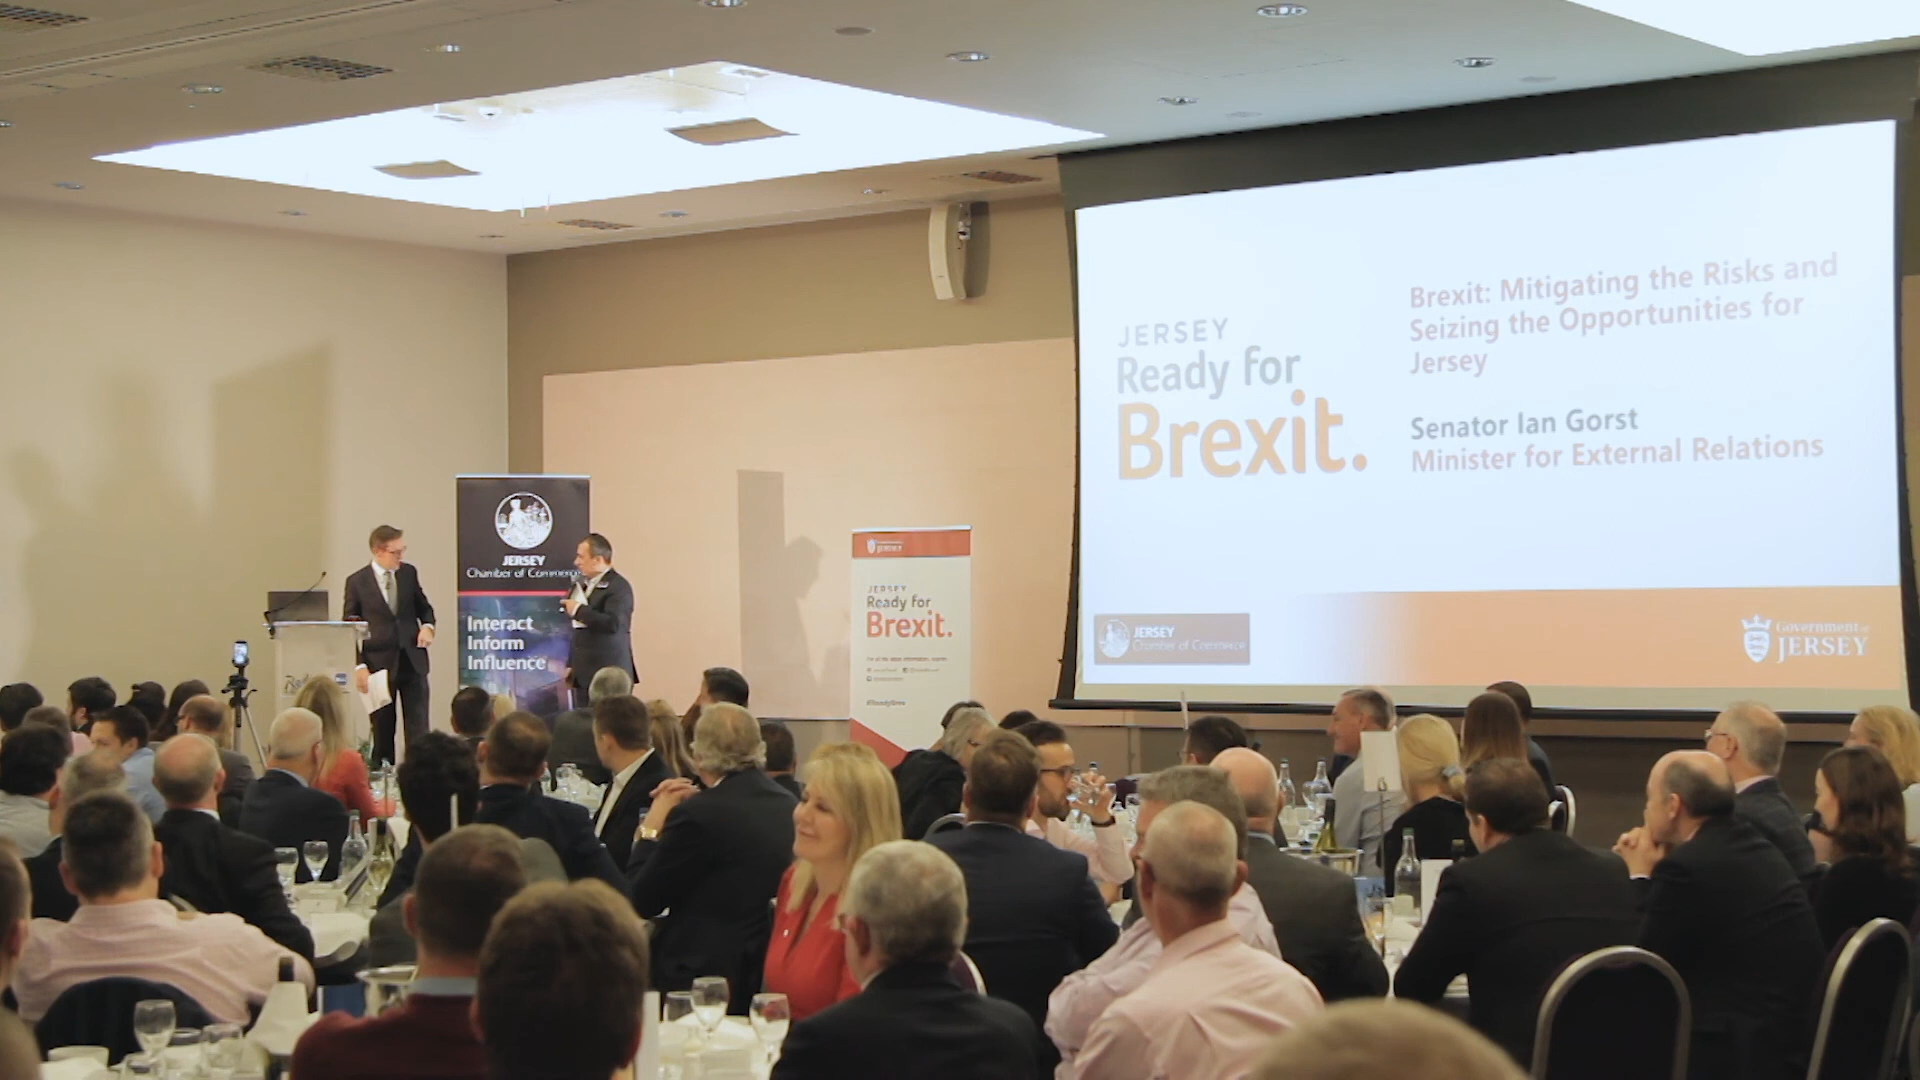 Brexit: Mitigating the Risks and
Seizing the Opportunities for
Jersey
JERSEY
Ready for
Brexit.
Senator Ian Gorst
Minister for External Relations
JERSEY
Chamber of Commerce
Government of
JERSEY
JERSEY
Chamber of Commerce
Interact
Inform
Influence
JERSEY
JERSEY
Ready for
Brexit.